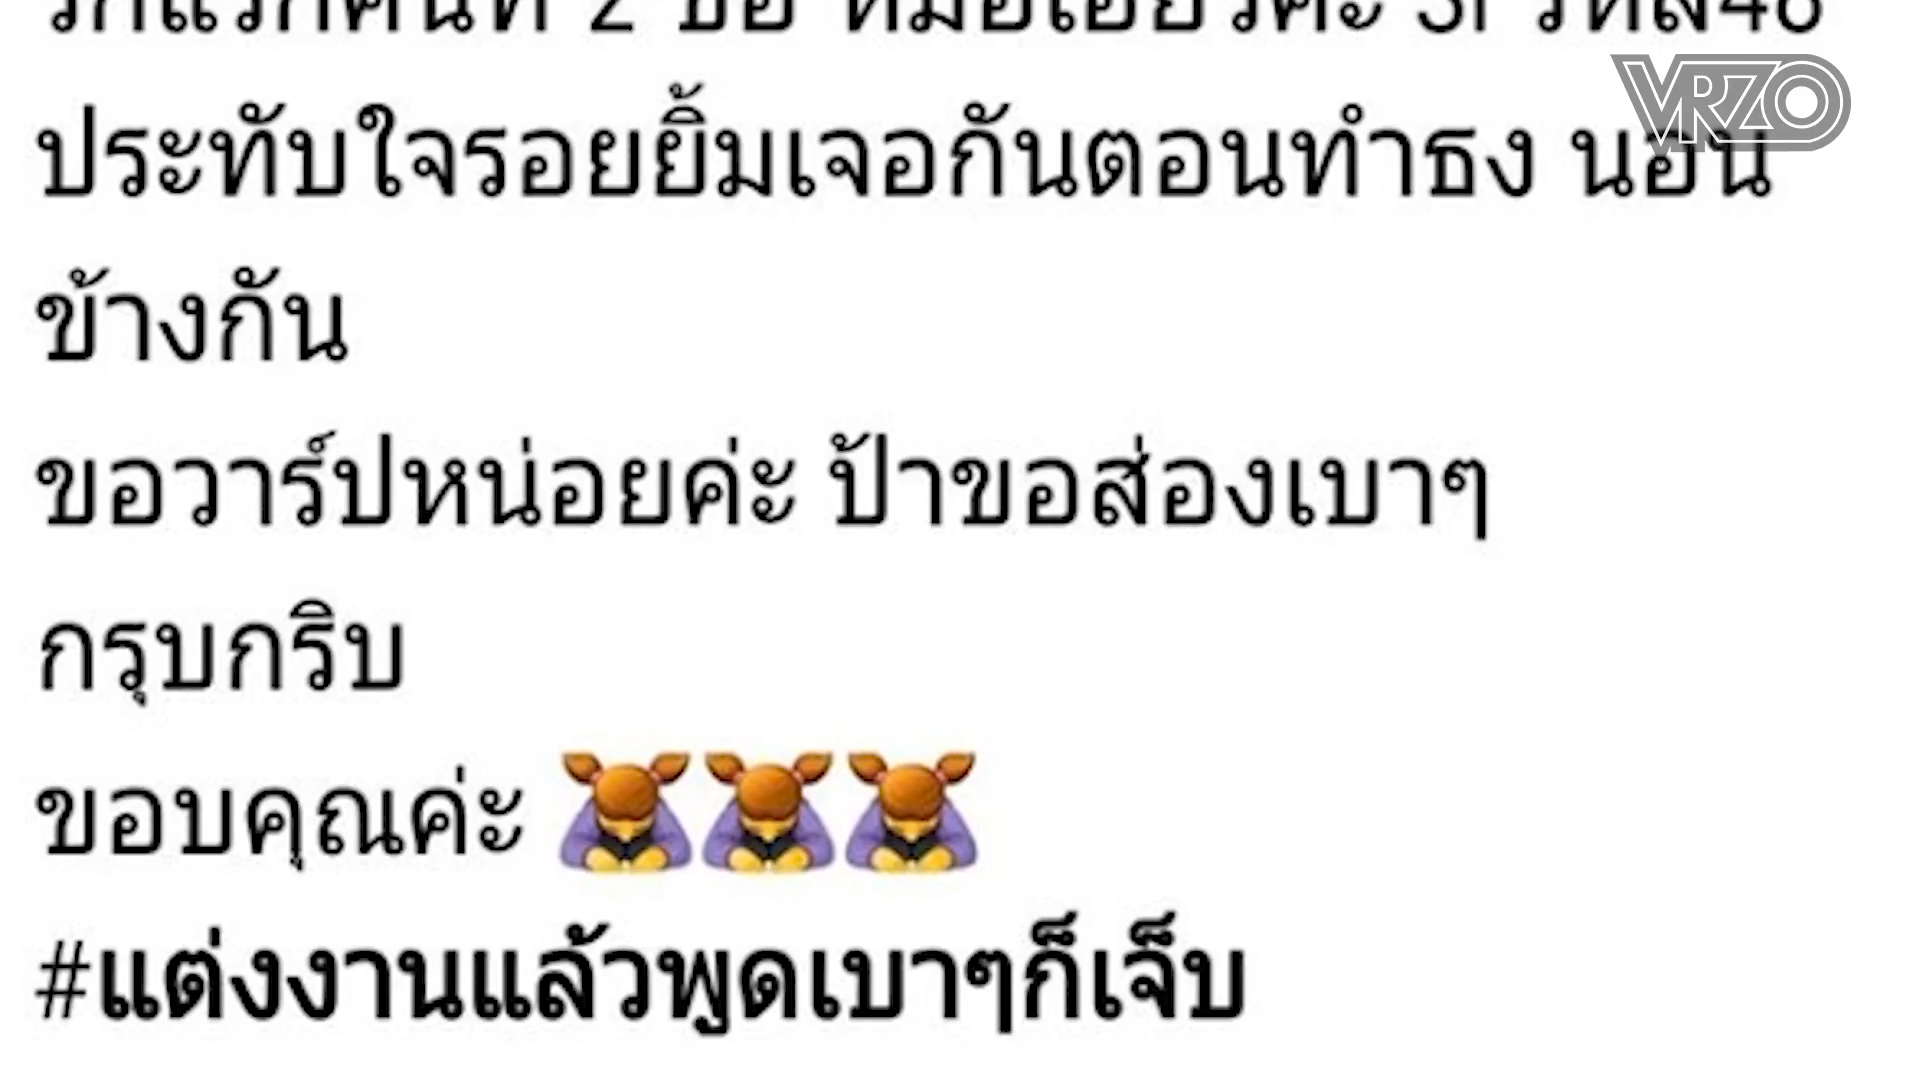 VRZO
ประทับใจรอยยิ้มเจอกันตอนทำธง นอน
ข้างกัน
ขอวาร์ปหน่อยค่ะ ป้าขอส่องเบาๆ
กรุบกริบ
ขอบคุณค่ะ 🙇‍♀️🙇‍♀️🙇‍♀️
#แต่งงานแล้วพูดเบาๆก็เจ็บ